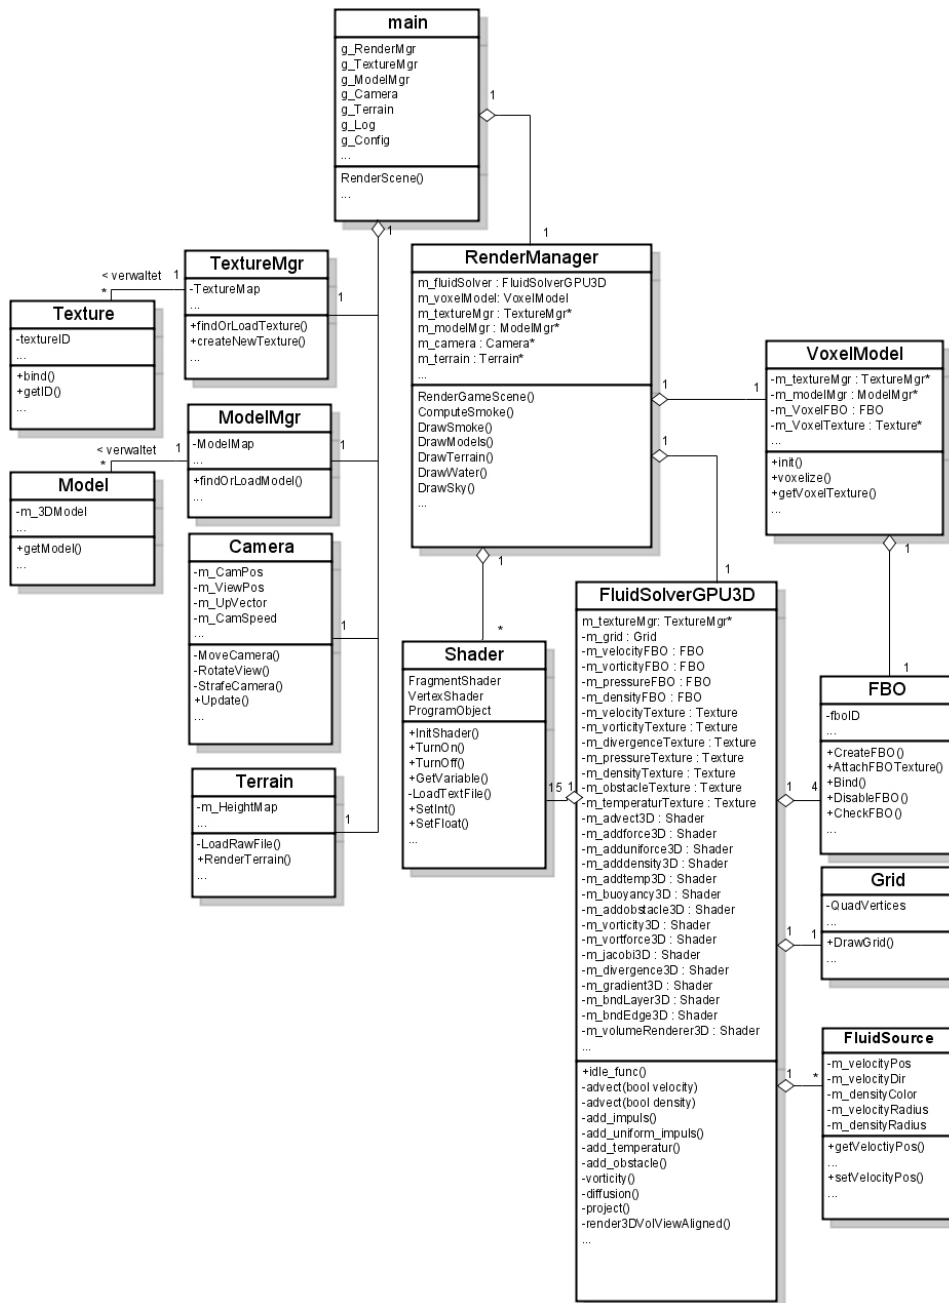 main
g_RenderMgr
g_TextureMgr
g_ModelMgr
g_Camera
g_Terrain
g_Log
g_Config
...
RenderScene()
...
1
1
1
TextureMgr
-TextureMap
...
+findOrLoadTexture()
+createNewTexture()
...
1
< verwaltet
1
*
Texture
-textureID
...
+bind()
+getID()
...
ModelMgr
-ModelMap
...
+findOrLoadModel()
...
1
< verwaltet
1
*
Model
-m_3DModel
...
+getModel()
...
Camera
-m_CamPos
-m_ViewPos
-m_UpVector
-m_CamSpeed
...
-MoveCamera()
-RotateView()
-StrafeCamera()
+Update()
...
1
Terrain
-m_HeightMap
...
-LoadRawFile()
+RenderTerrain()
...
1
RenderManager
m_fluidSolver : FluidSolverGPU3D
m_voxelModel: VoxelModel
m_textureMgr : TextureMgr*
m_modelMgr : ModelMgr*
m_camera : Camera*
m_terrain : Terrain*
...
RenderGameScene()
ComputeSmoke()
DrawSmoke()
DrawModels()
DrawTerrain()
DrawWater()
DrawSky()
...
1
1
1
1
1
*
Shader
FragmentShader
VertexShader
ProgramObject
+InitShader()
+TurnOn()
+TurnOff()
+GetVariable()
-LoadTextFile()
+SetInt()
+SetFloat()
...
15
1
VoxelModel
-m_textureMgr : TextureMgr*
-m_modelMgr : ModelMgr*
-m_VoxelFBO : FBO
-m_VoxelTexture : Texture*
...
+init()
+voxelize()
+getVoxelTexture()
...
1
1
FluidSolverGPU3D
m_textureMgr: TextureMgr*
-m_grid : Grid
-m_velocityFBO : FBO
-m_vorticityFBO : FBO
-m_pressureFBO : FBO
-m_densityFBO : FBO
-m_velocityTexture : Texture
-m_vorticityTexture : Texture
-m_divergenceTexture : Texture
-m_pressureTexture : Texture
-m_densityTexture : Texture
-m_obstacleTexture : Texture
-m_temperaturTexture : Texture
-m_advect3D : Shader
-m_addforce3D : Shader
-m_adduniforce3D : Shader
-m_adddensity3D : Shader
-m_addtemp3D : Shader
-m_buoyancy3D : Shader
-m_addobstacle3D : Shader
-m_vorticity3D : Shader
-m_vortforce3D : Shader
-m_jacobi3D : Shader
-m_divergence3D : Shader
-m_gradient3D : Shader
-m_bndLayer3D : Shader
-m_bndEdge3D : Shader
-m_volumeRenderer3D : Shader
...
+idle_func()
-advect(bool velocity)
-advect(bool density)
-add_impuls()
-add_uniform_impuls()
-add_temperatur()
-add_obstacle()
-vorticity()
-diffusion()
-project()
-render3DVolViewAligned()
...
FBO
-fboID
...
+CreateFBO()
+AttachFBOTexture()
+Bind()
+DisableFBO()
+CheckFBO()
...
1
4
Grid
-QuadVertices
...
+DrawGrid()
...
1
1
FluidSource
-m_velocityPos
-m_velocityDir
-m_densityColor
-m_velocityRadius
-m_densityRadius
+getVeloctiyPos()
...
+setVelocityPos()
...
1
*